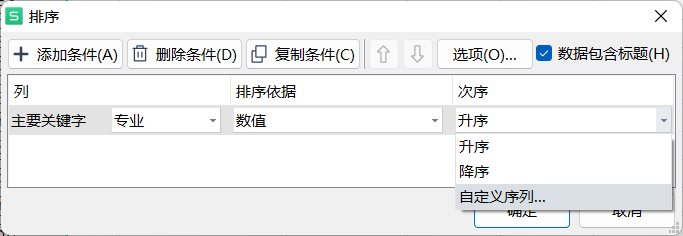 排序
添加条件(A) 删除条件(D) 复制条件(C) 选项(O)... 数据包含标题(H)
列 排序依据 次序
主要关键字 专业 数值 升序
升序
降序
自定义序列...
确定 取消